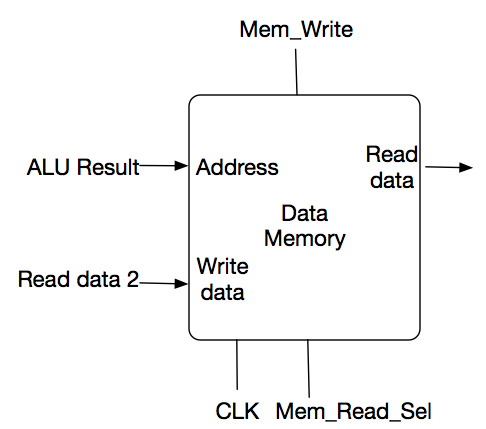 Mem_Write
ALU Result
Address
Read
data
Data
Memory
Read data 2
Write
data
CLK
Mem_Read_Sel